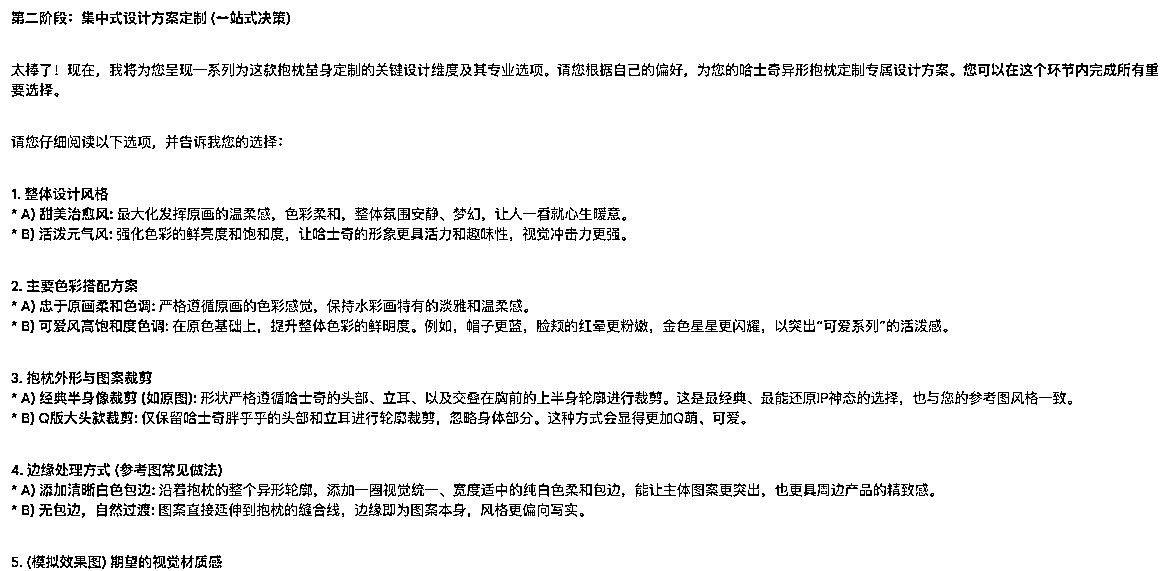 第二阶段：集中式设计方案定制 (一站式决策)
太棒了！现在，我将为您呈现一系列为这款抱枕量身定制的关键设计维度及其专业选项。请您根据自己的偏好，为您的哈士奇异形抱枕定制专属设计方案。您可以在这个环节内完成所有重
要选择。
请您仔细阅读以下选项，并告诉我您的选择：
1. 整体设计风格
* A) 甜美治愈风: 最大化发挥原画的温柔感，色彩柔和，整体氛围安静、梦幻，让人一看就心生暖意。
* B) 活泼元气风: 强化色彩的鲜亮度和饱和度，让哈士奇的形象更具活力和趣味性，视觉冲击力更强。
2. 主要色彩搭配方案
* A) 忠于原画柔和色调: 严格遵循原画的色彩感觉，保持水彩画特有的淡雅和温柔感。
* B) 可爱风高饱和度色调: 在原色基础上，提升整体色彩的鲜明度。例如，帽子更蓝，脸颊的红晕更粉嫩，金色星星更闪耀，以突出“可爱系列”的活泼感。
3. 抱枕外形与图案裁剪
* A) 经典半身像裁剪 (如原图): 形状严格遵循哈士奇的头部、立耳、以及交叠在胸前的上半身轮廓进行裁剪。这是最经典、最能还原IP神态的选择，也与您的参考图风格一致。
* B) Q版大头款裁剪: 仅保留哈士奇胖乎乎的头部和立耳进行轮廓裁剪，忽略身体部分。这种方式会显得更加Q萌、可爱。
4. 边缘处理方式 (参考图常见做法)
* A) 添加清晰白色包边: 沿着抱枕的整个异形轮廓，添加一圈视觉统一、宽度适中的纯白色柔和包边，能让主体图案更突出，也更具周边产品的精致感。
* B) 无包边，自然过渡: 图案直接延伸到抱枕的缝合线，边缘即为图案本身，风格更偏向写实。
5. (模拟效果图) 期望的视觉材质感